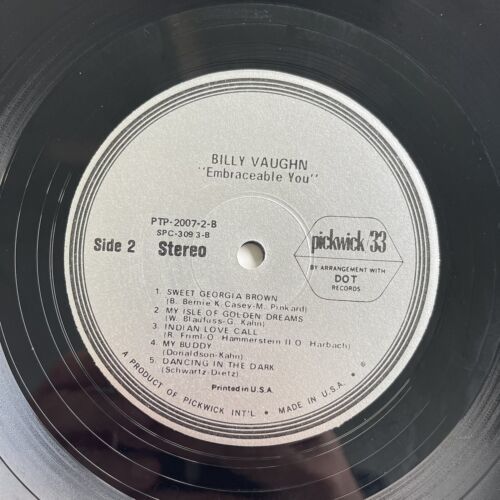 BILLY VAUGHN
"Embraceable You"
PTP-2007-2-B
SPC-309 3-B
Side 2 Stereo
pickwick/33
BY ARRANGEMENT WITH
DOT
RECORDS
1. SWEET GEORGIA BROWN
(B. Bernie K. Casey-M. Pinkard)
2. MY ISLE OF GOLDEN DREAMS
(W. Blaufuss-G. Kahn)
3. INDIAN LOVE CALL
(R. Friml-O. Hammerstein II O. Harbach)
4. MY BUDDY
(Donaldson-Kahn)
5. DANCING IN THE DARK
(Schwartz-Dietz)
Printed in U.S.A.
A PRODUCT OF PICKWICK INT'L • MADE IN U.S.A. •